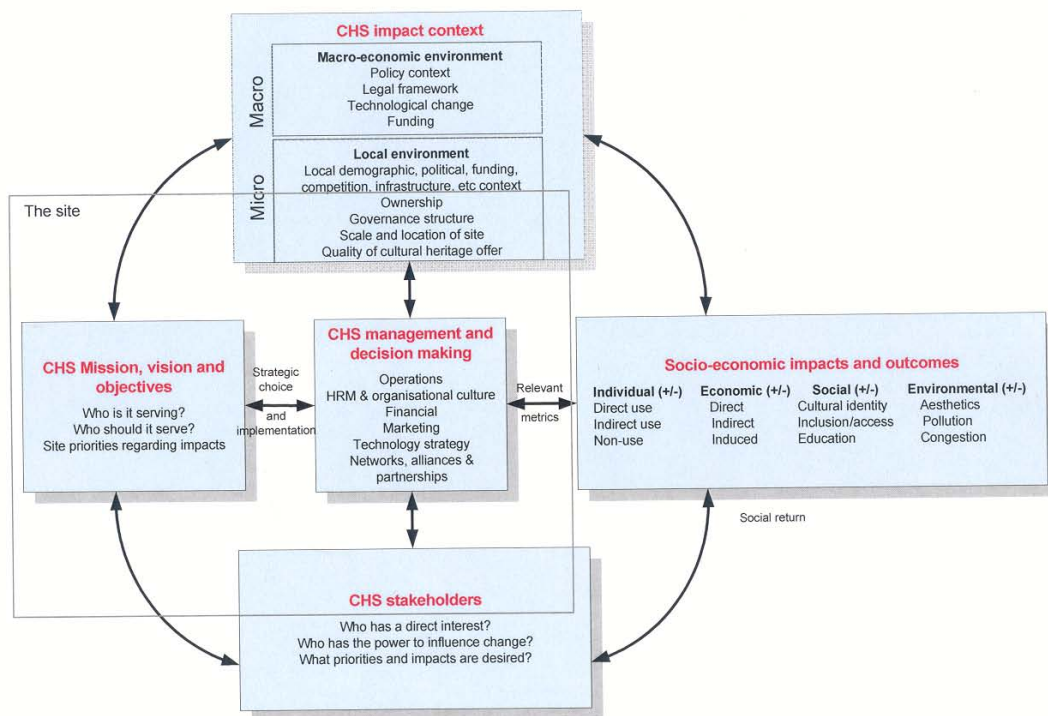 CHS impact context
Macro
Macro-economic environment
Policy context
Legal framework
Technological change
Funding
Micro
Local environment
Local demographic, political, funding,
competition, infrastructure, etc context
Ownership
Governance structure
Scale and location of site
Quality of cultural heritage offer
The site
CHS Mission, vision and
objectives
Who is it serving?
Who should it serve?
Site priorities regarding impacts
Strategic
choice
and
implementation
CHS management and
decision making
Operations
HRM & organisational culture
Financial
Marketing
Technology strategy
Networks, alliances &
partnerships
Relevant
metrics
Socio-economic impacts and outcomes
Individual (+/-)
Direct use
Indirect use
Non-use
Economic (+/-)
Direct
Indirect
Induced
Social (+/-)
Cultural identity
Inclusion/access
Education
Environmental (+/-)
Aesthetics
Pollution
Congestion
Social return
CHS stakeholders
Who has a direct interest?
Who has the power to influence change?
What priorities and impacts are desired?